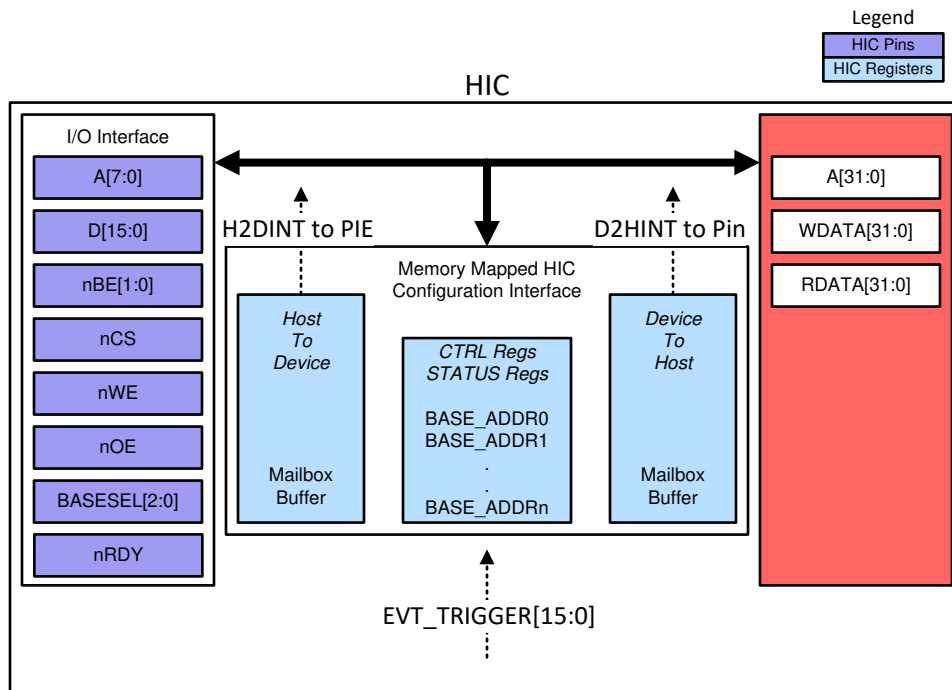 Legend
HIC Pins
HIC Registers
HIC
I/O Interface
A[7:0]
D[15:0]
nBE[1:0]
nCS
nWE
nOE
BASESEL[2:0]
nRDY
H2DINT to PIE
D2HINT to Pin
Memory Mapped HIC
Configuration Interface
Host
To
Device
Mailbox
Buffer
CTRL Regs
STATUS Regs
BASE_ADDR0
BASE_ADDR1
.
.
BASE_ADDRn
Device
To
Host
Mailbox
Buffer
A[31:0]
WDATA[31:0]
RDATA[31:0]
EVT_TRIGGER[15:0]